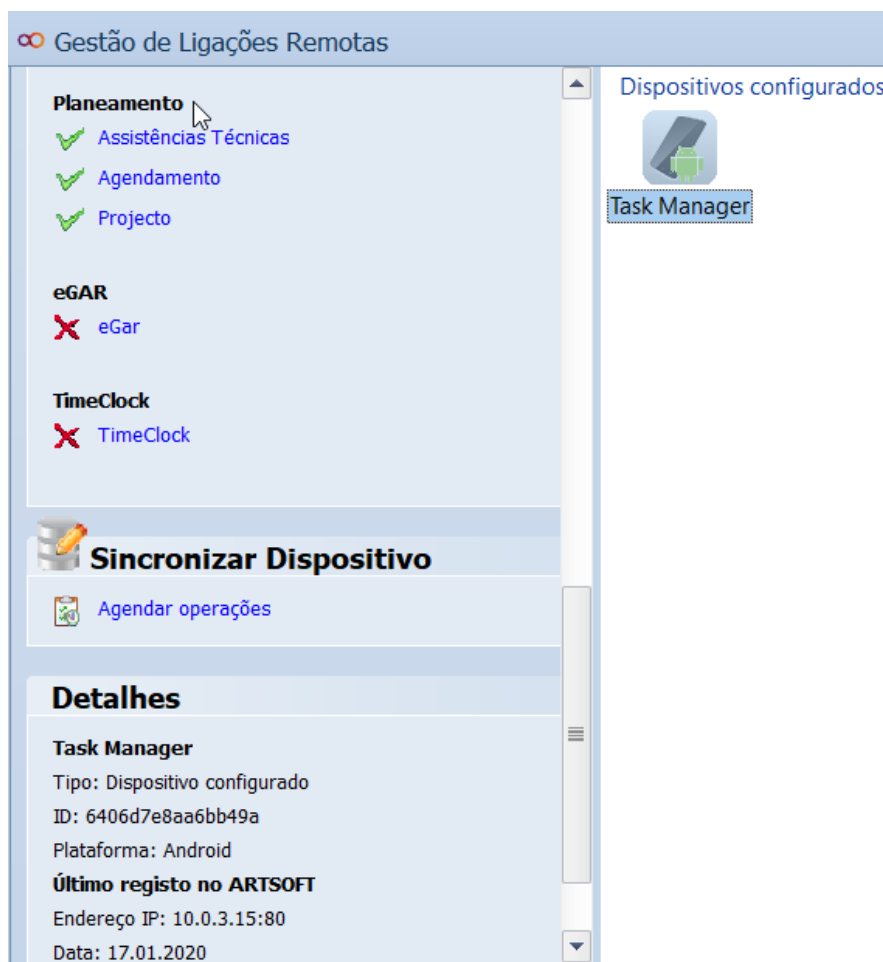 Gestão de Ligações Remotas
Planeamento
Assistências Técnicas
Agendamento
Projecto
eGAR
eGar
TimeClock
TimeClock
Sincronizar Dispositivo
Agendar operações
Detalhes
Task Manager
Tipo: Dispositivo configurado
ID: 6406d7e8aa6bb49a
Plataforma: Android
Último registo no ARTSOFT
Endereço IP: 10.0.3.15:80
Data: 17.01.2020
Dispositivos configurados
Task Manager